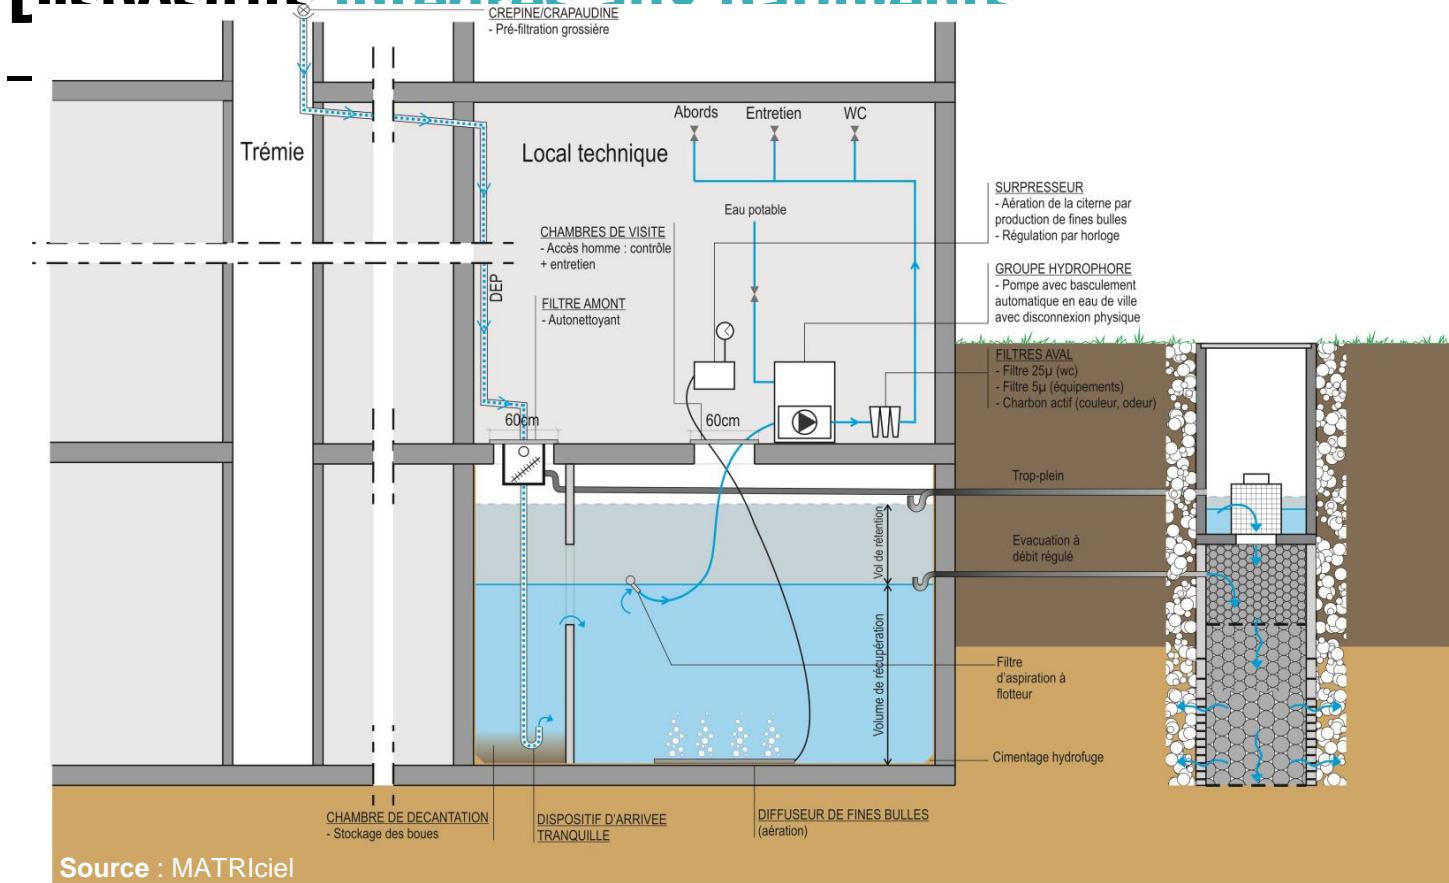 CREPINE/CRAPAUDINE
- Pré-filtration grossière
Trémie
Local technique
Abords
Entretien
WC
Eau potable
CHAMBRES DE VISITE
- Accès homme : contrôle
+ entretien
DEP
FILTRE AMONT
- Autonettoyant
60cm
60cm
SURPRESSEUR
- Aération de la citerne par
production de fines bulles
- Régulation par horloge
GROUPE HYDROPHORE
- Pompe avec basculement
automatique en eau de ville
avec disconnexion physique
FILTRES AVAL
- Filtre 25µ (wc)
- Filtre 5µ (équipements)
- Charbon actif (couleur, odeur)
Trop-plein
Vol de rétention
Evacuation à
débit régulé
Volume de récupération
Filtre
d'aspiration à
flotteur
Cimentage hydrofuge
CHAMBRE DE DECANTATION
- Stockage des boues
DISPOSITIF D'ARRIVEE
TRANQUILLE
DIFFUSEUR DE FINES BULLES
(aération)
Source : MATRIciel